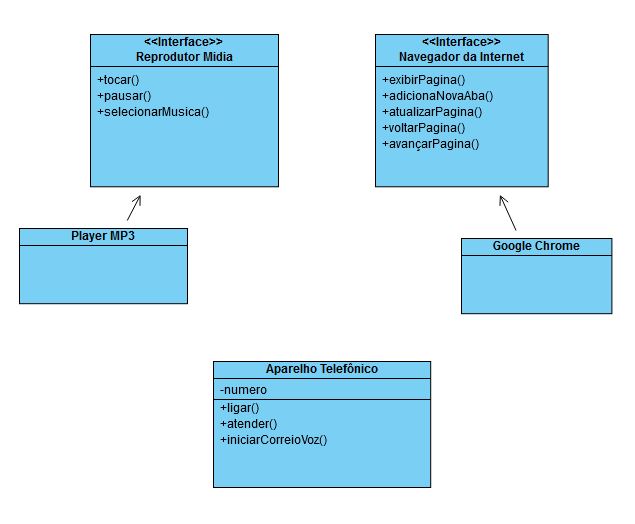 <<Interface>>
Reprodutor Midia
+tocar()
+pausar()
+selecionarMusica()
<<Interface>>
Navegador da Internet
+exibirPagina()
+adicionaNovaAba()
+atualizarPagina()
+voltarPagina()
+avançarPagina()
Player MP3
Google Chrome
Aparelho Telefônico
-numero
+ligar()
+atender()
+iniciarCorreioVoz()